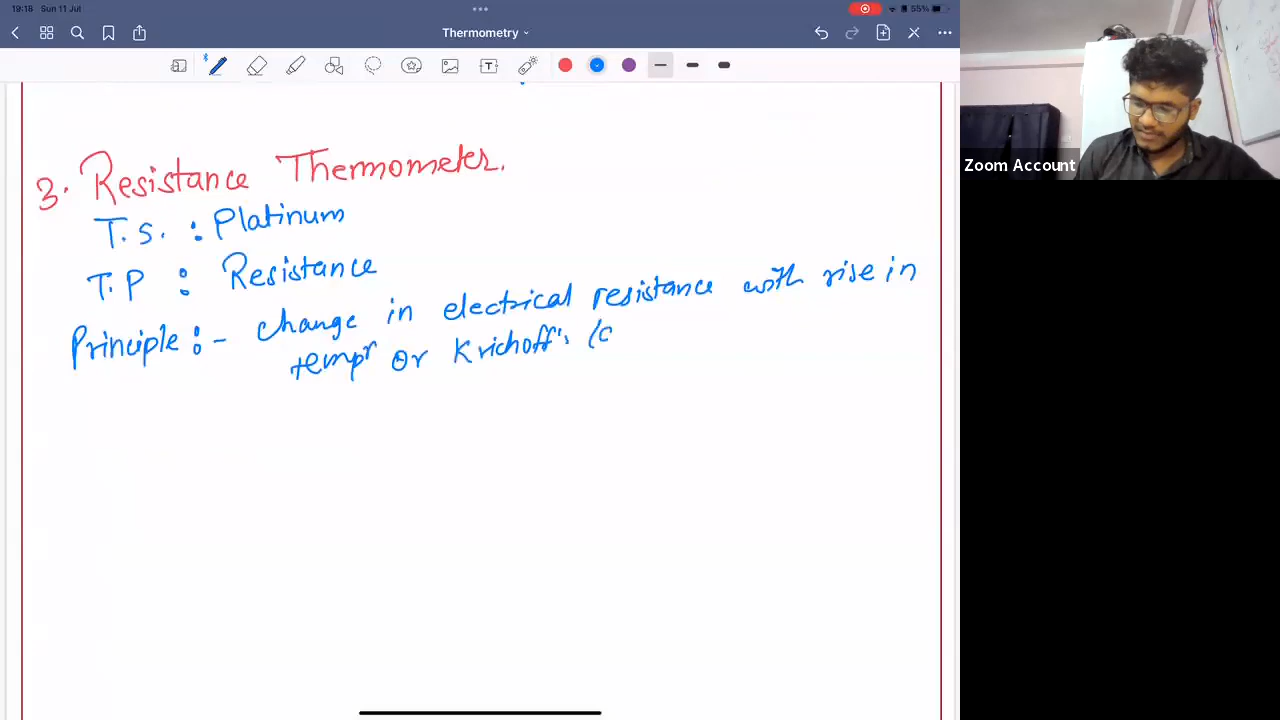 19:18 Sun 11 Jul
55%
Thermometry
T
Zoom Account
3. Resistance Thermometer.
T.S. : Platinum
T.P : Resistance
Principle :- Change in electrical resistance with rise in
tempr Or Krichoff's